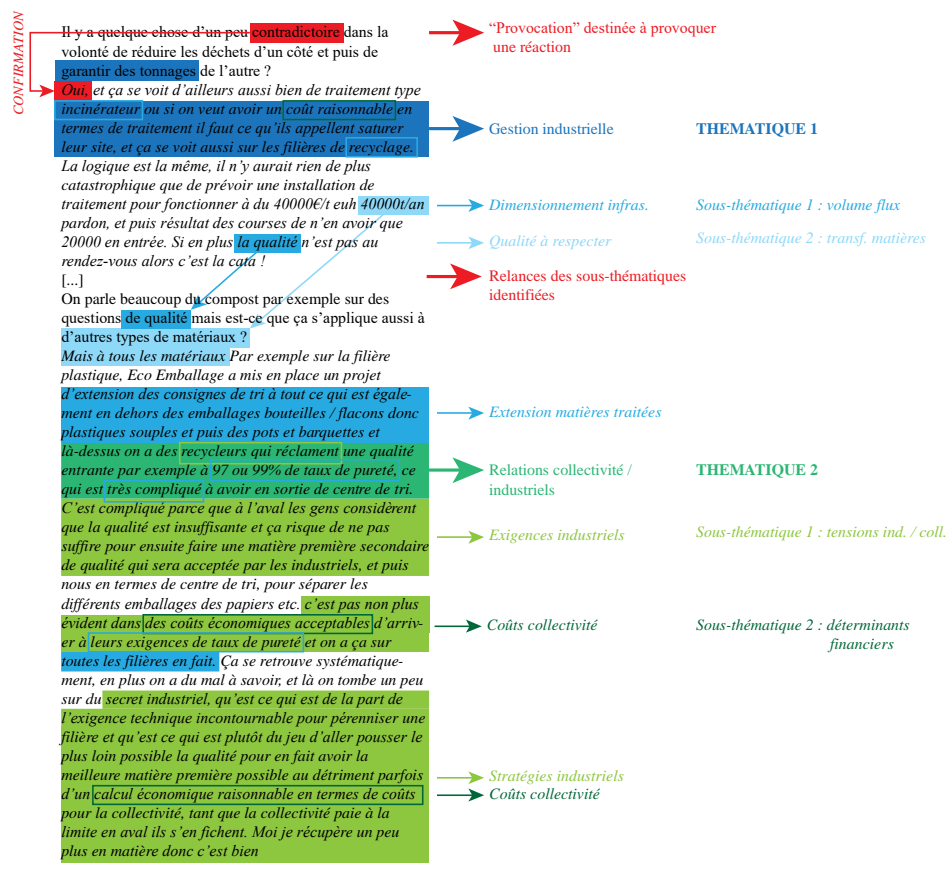 CONFIRMATION
Il y a quelque chose d'un peu contradictoire dans la
volonté de réduire les déchets d'un côté et puis de
garantir des tonnages de l'autre ?
Oui, et ça se voit d'ailleurs aussi bien de traitement type
incinérateur ou si on veut avoir un coût raisonnable en
termes de traitement il faut ce qu'ils appellent saturer
leur site, et ça se voit aussi sur les filières de recyclage.
La logique est la même, il n'y aurait rien de plus
catastrophique que de prévoir une installation de
traitement pour fonctionner à du 40000€/t euh 40000t/an
pardon, et puis résultat des courses de n'en avoir que
20000 en entrée. Si en plus la qualité n'est pas au
rendez-vous alors c'est la cata !
[...]
On parle beaucoup du compost par exemple sur des
questions de qualité mais est-ce que ça s'applique aussi à
d'autres types de matériaux ?
Mais à tous les matériaux Par exemple sur la filière
plastique, Eco Emballage a mis en place un projet
d'extension des consignes de tri à tout ce qui est égale-
ment en dehors des emballages bouteilles / flacons donc
plastiques souples et puis des pots et barquettes et
là-dessus on a des recycleurs qui réclament une qualité
entrante par exemple à 97 ou 99% de taux de pureté, ce
qui est très compliqué à avoir en sortie de centre de tri.
C'est compliqué parce que à l'aval les gens considèrent
que la qualité est insuffisante et ça risque de ne pas
suffire pour ensuite faire une matière première secondaire
de qualité qui sera acceptée par les industriels, et puis
nous en termes de centre de tri, pour séparer les
différents emballages des papiers etc. c'est pas non plus
évident dans des coûts économiques acceptables d'arriv-
er à leurs exigences de taux de pureté et on a ça sur
toutes les filières en fait. Ça se retrouve systématique-
ment, en plus on a du mal à savoir, et là on tombe un peu
sur du secret industriel, qu'est ce qui est de la part de
l'exigence technique incontournable pour pérenniser une
filière et qu'est ce qui est plutôt du jeu d'aller pousser le
plus loin possible la qualité pour en fait avoir la
meilleure matière première possible au détriment parfois
d'un calcul économique raisonnable en termes de coûts
pour la collectivité, tant que la collectivité paie à la
limite en aval ils s'en fichent. Moi je récupère un peu
plus en matière donc c'est bien
“Provocation” destinée à provoquer
une réaction
Gestion industrielle
THEMATIQUE 1
Dimensionnement infras.
Sous-thématique 1 : volume flux
Qualité à respecter
Sous-thématique 2 : transf. matières
Relances des sous-thématiques
identifiées
Extension matières traitées
Relations collectivité /
industriels
THEMATIQUE 2
Exigences industriels
Sous-thématique 1 : tensions ind. / coll.
Coûts collectivité
Sous-thématique 2 : déterminants
financiers
Stratégies industriels
Coûts collectivité